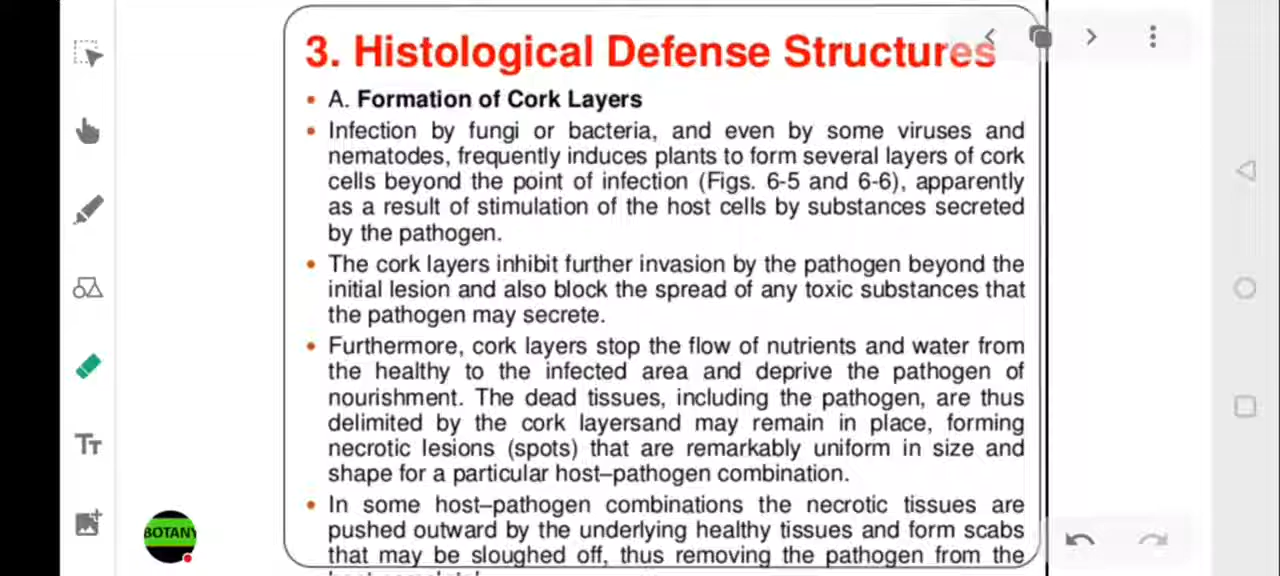 3. Histological Defense Structures
• A. Formation of Cork Layers
• Infection by fungi or bacteria, and even by some viruses and
nematodes, frequently induces plants to form several layers of cork
cells beyond the point of infection (Figs. 6-5 and 6-6), apparently
as a result of stimulation of the host cells by substances secreted
by the pathogen.
• The cork layers inhibit further invasion by the pathogen beyond the
initial lesion and also block the spread of any toxic substances that
the pathogen may secrete.
• Furthermore, cork layers stop the flow of nutrients and water from
the healthy to the infected area and deprive the pathogen of
nourishment. The dead tissues, including the pathogen, are thus
delimited by the cork layersand may remain in place, forming
necrotic lesions (spots) that are remarkably uniform in size and
shape for a particular host–pathogen combination.
• In some host–pathogen combinations the necrotic tissues are
pushed outward by the underlying healthy tissues and form scabs
that may be sloughed off, thus removing the pathogen from the
TT
BOTANY